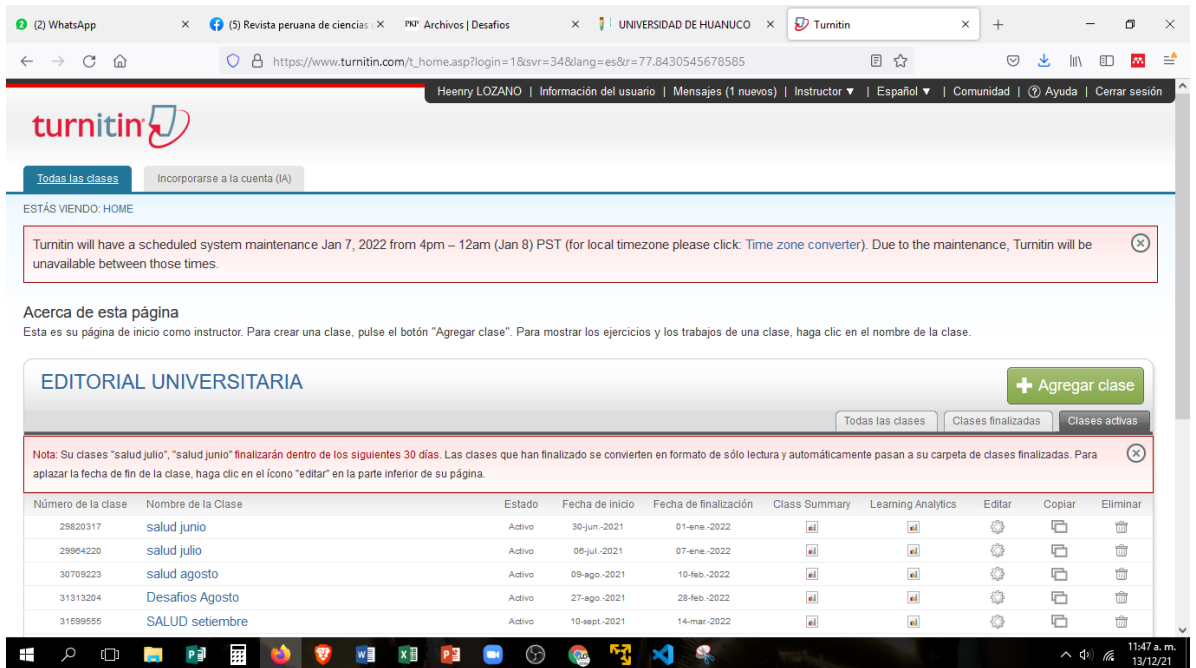 2 (2) WhatsApp
(5) Revista peruana de ciencias d
PKP Archivos | Desafios
UNIVERSIDAD DE HUANUCO
Turnitin
https://www.turnitin.com/t_home.asp?login=1&svr=34&lang=es&r=77.8430545678585
Heenry LOZANO | Información del usuario | Mensajes (1 nuevos) | Instructor ▼ | Español ▼ | Comunidad | ? Ayuda | Cerrar sesión
turnitin
Todas las clases Incorporarse a la cuenta (IA)
ESTÁS VIENDO: HOME
Turnitin will have a scheduled system maintenance Jan 7, 2022 from 4pm – 12am (Jan 8) PST (for local timezone please click: Time zone converter). Due to the maintenance, Turnitin will be
unavailable between those times.
Acerca de esta página
Esta es su página de inicio como instructor. Para crear una clase, pulse el botón "Agregar clase". Para mostrar los ejercicios y los trabajos de una clase, haga clic en el nombre de la clase.
EDITORIAL UNIVERSITARIA
+ Agregar clase
Todas las clases Clases finalizadas Clases activas
Nota: Su clases "salud julio", "salud junio" finalizarán dentro de los siguientes 30 días. Las clases que han finalizado se convierten en formato de sólo lectura y automáticamente pasan a su carpeta de clases finalizadas. Para
aplazar la fecha de fin de la clase, haga clic en el ícono "editar" en la parte inferior de su página.
Número de la clase Nombre de la Clase Estado Fecha de inicio Fecha de finalización Class Summary Learning Analytics Editar Copiar Eliminar
29820317 salud junio Activo 30-jun.-2021 01-ene.-2022
29964220 salud julio Activo 06-jul.-2021 07-ene.-2022
30709223 salud agosto Activo 09-ago.-2021 10-feb.-2022
31313204 Desafios Agosto Activo 27-ago.-2021 28-feb.-2022
31599555 SALUD setiembre Activo 10-sept.-2021 14-mar.-2022
11:47 a. m.
13/12/21